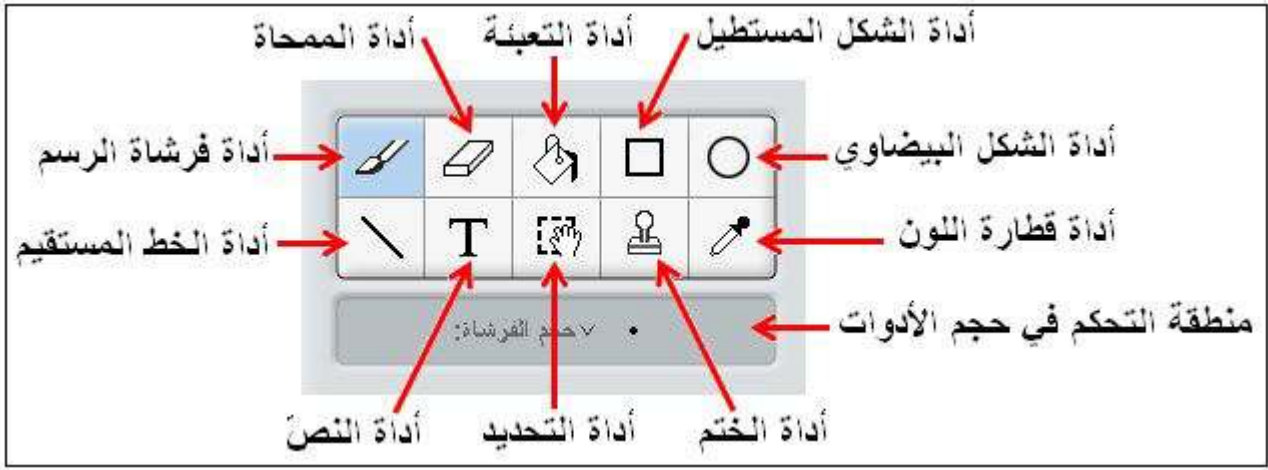 أداة الشكل المستطيل
أداة التعبئة
أداة الممحاة
أداة الشكل البيضاوي
أداة فرشاة الرسم
أداة قطارة اللون
أداة الخط المستقيم
T
منطقة التحكم في حجم الأدوات
حجم الفرشاة:
أداة الختم
أداة التحديد
أداة النصّ